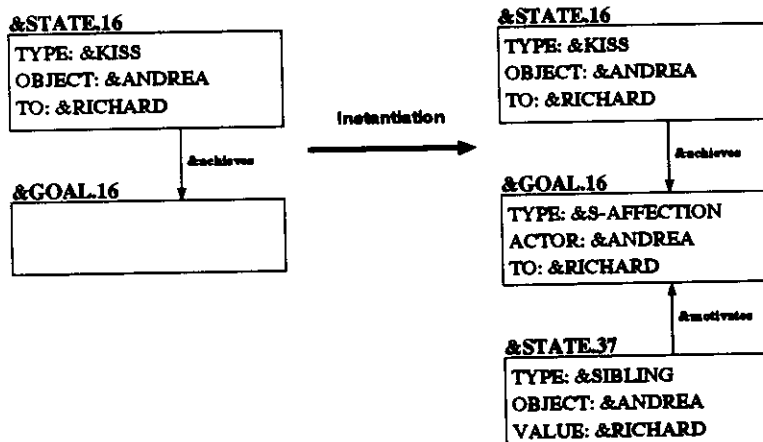 &STATE.16
TYPE: &KISS
OBJECT: &ANDREA
TO: &RICHARD
&achieves
&GOAL.16
Instantiation
&STATE.16
TYPE: &KISS
OBJECT: &ANDREA
TO: &RICHARD
&achieves
&GOAL.16
TYPE: &S-AFFECTION
ACTOR: &ANDREA
TO: &RICHARD
&motivates
&STATE.37
TYPE: &SIBLING
OBJECT: &ANDREA
VALUE: &RICHARD